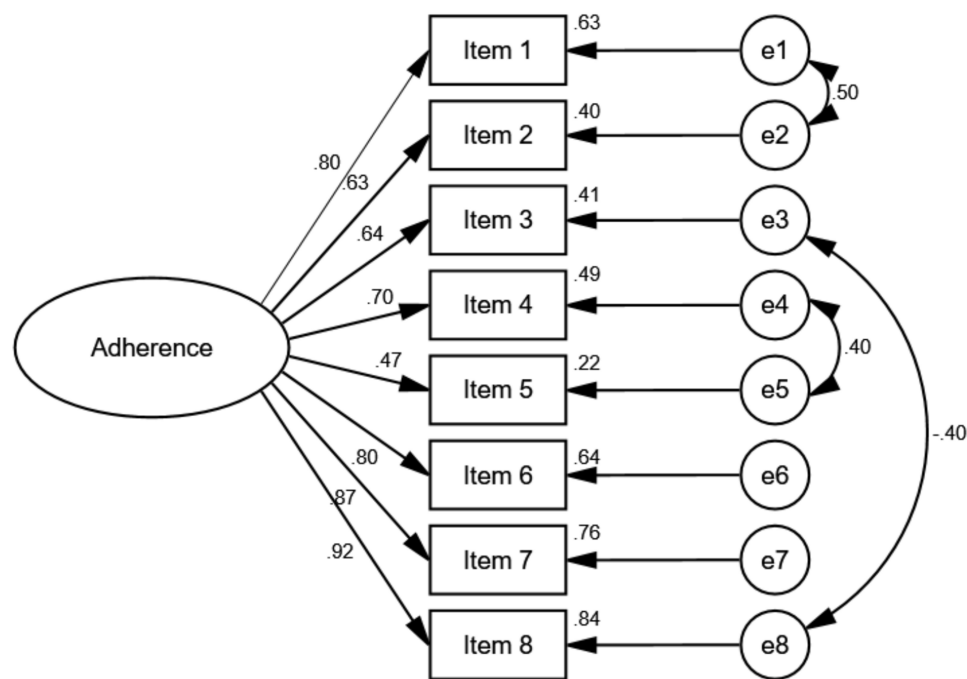 .63
Item 1
e1
.50
.40
Item 2
e2
.80
.63
.41
Item 3
e3
.64
.49
Item 4
e4
.70
.40
Adherence
.47
.22
Item 5
e5
-.40
.80
.64
Item 6
e6
.87
.76
Item 7
e7
.92
.84
Item 8
e8